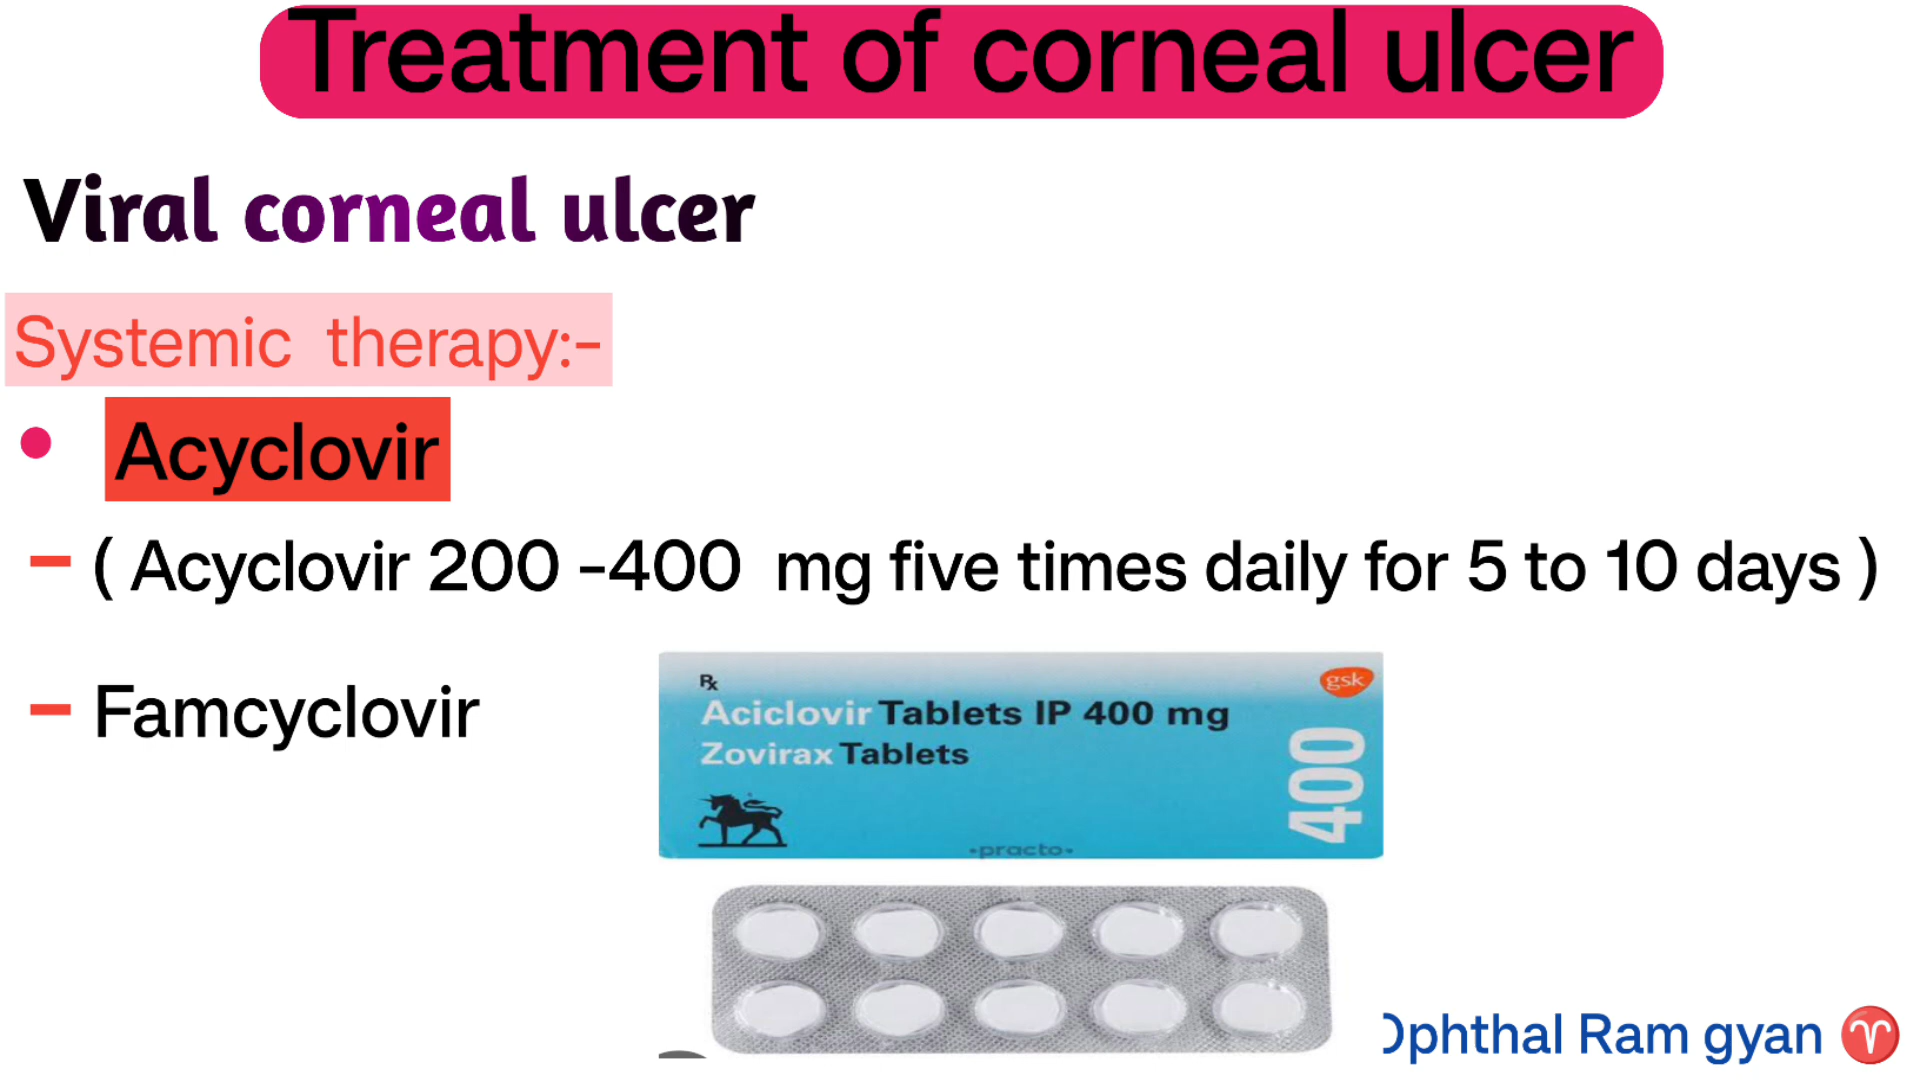 Treatment of corneal ulcer
Viral corneal ulcer
Systemic therapy:-
• Acyclovir
- ( Acyclovir 200 -400 mg five times daily for 5 to 10 days )
- Famcyclovir
Rx
gsk
Aciclovir Tablets IP 400 mg
Zovirax Tablets
400
•practo•
Ophthal Ram gyan ♈